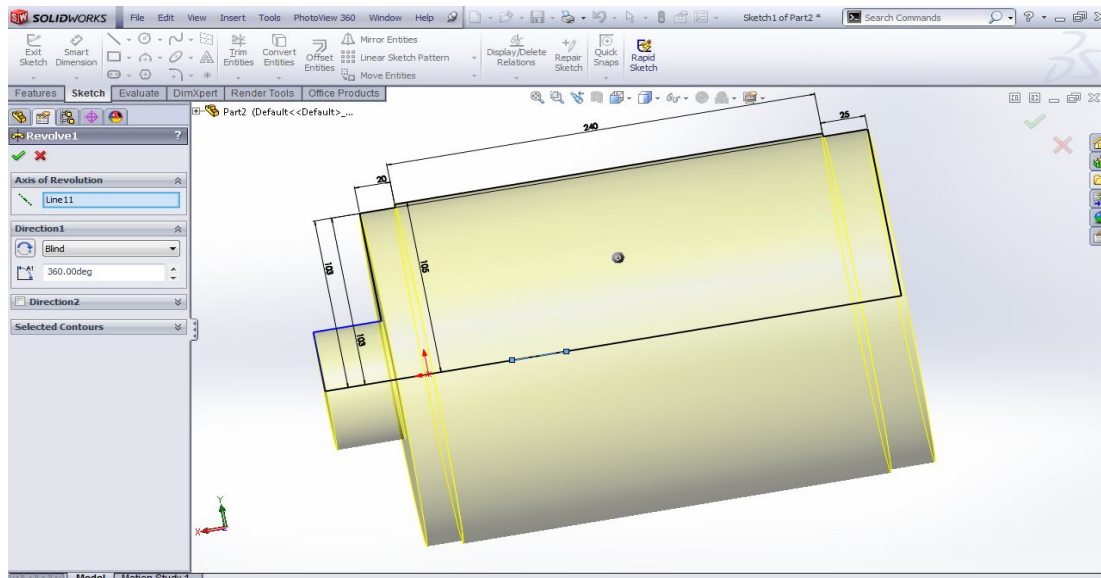 SOLIDWORKS File Edit View Insert Tools PhotoView 360 Window Help Sketch1 of Part2 * Search Commands
Exit Sketch
Smart Dimension
Trim Entities
Convert Entities
Offset Entities
Mirror Entities
Linear Sketch Pattern
Move Entities
Display/Delete Relations
Repair Sketch
Quick Snaps
Rapid Sketch
Features Sketch Evaluate DimXpert Render Tools Office Products
Part2 (Default<<Default>_...
Revolve1 ?
Axis of Revolution
Line11
Direction1
Blind
360.00deg
Direction2
Selected Contours
240
25
20
103
105
103
Y
X
Model Motion Study 1